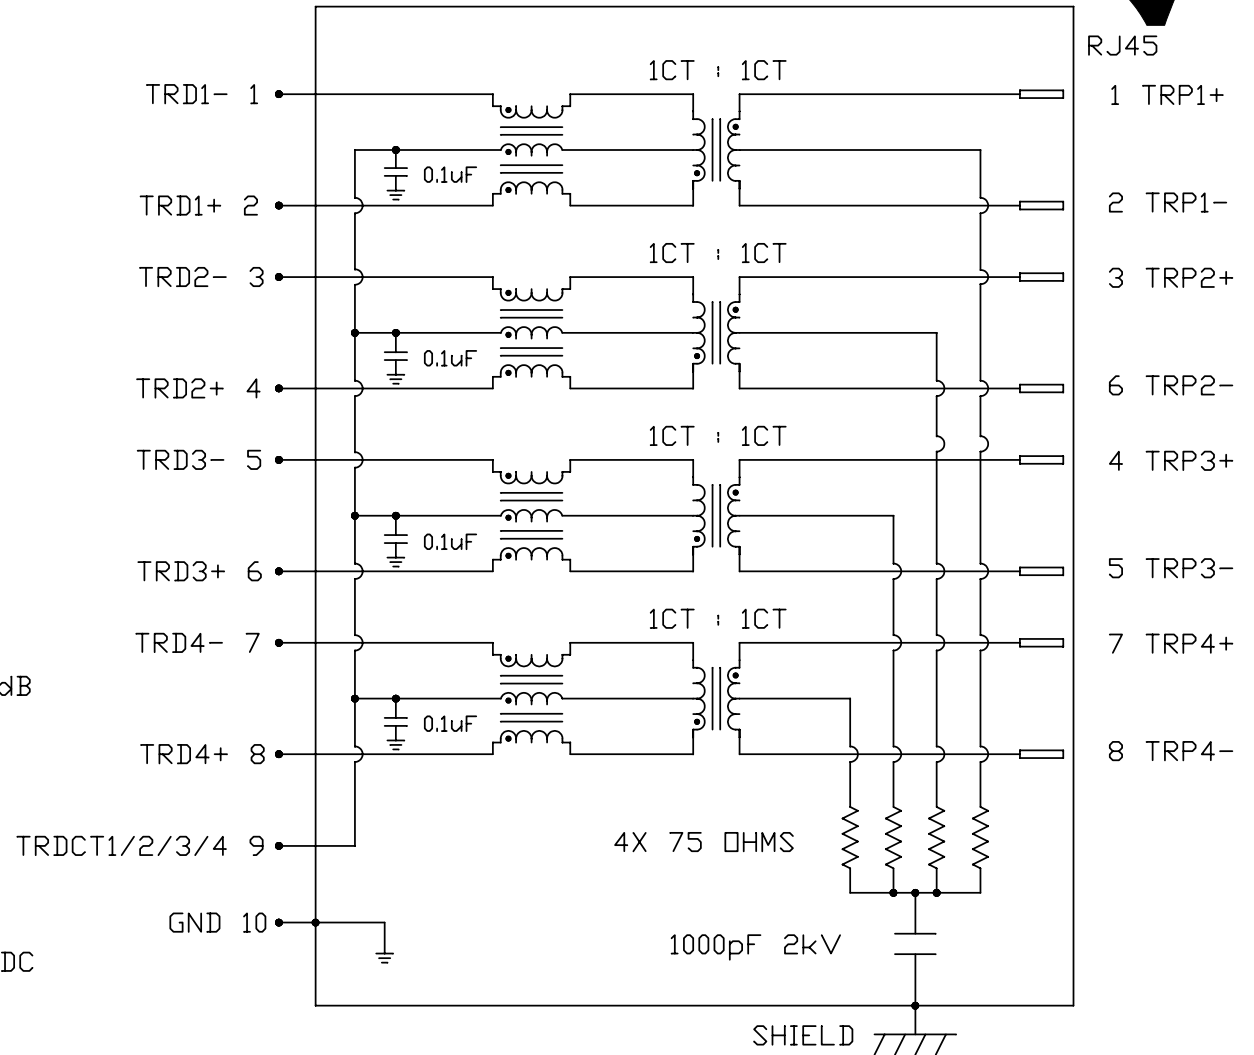 RJ45
1CT : 1CT
TRD1- 1
1 TRP1+
0.1uF
TRD1+ 2
2 TRP1-
1CT : 1CT
TRD2- 3
3 TRP2+
0.1uF
TRD2+ 4
6 TRP2-
1CT : 1CT
TRD3- 5
4 TRP3+
0.1uF
TRD3+ 6
5 TRP3-
1CT : 1CT
TRD4- 7
7 TRP4+
dB
0.1uF
TRD4+ 8
8 TRP4-
TRDCT1/2/3/4 9
4X 75 OHMS
GND 10
1000pF 2kV
DC
SHIELD